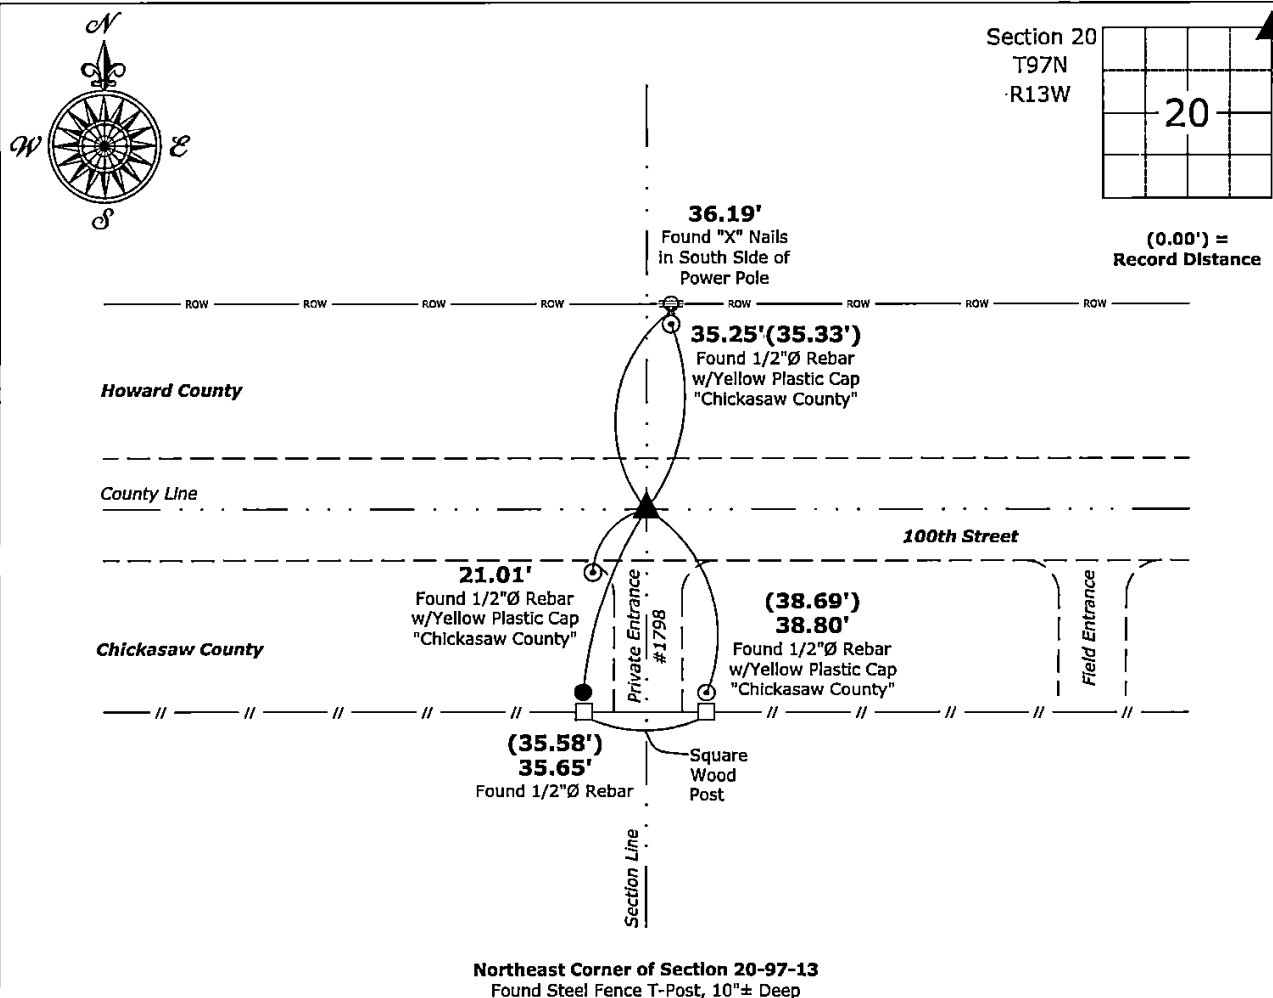 N
W
E
S
Section 20
T97N
R13W
20
(0.00') =
Record Distance
36.19'
Found "X" Nails
in South Side of
Power Pole
ROW ROW ROW ROW ROW ROW ROW ROW
35.25'(35.33')
Found 1/2"Ø Rebar
w/Yellow Plastic Cap
"Chickasaw County"
Howard County
County Line
100th Street
21.01'
Found 1/2"Ø Rebar
w/Yellow Plastic Cap
"Chickasaw County"
Private Entrance
#1798
(38.69')
38.80'
Found 1/2"Ø Rebar
w/Yellow Plastic Cap
"Chickasaw County"
Field Entrance
Chickasaw County
(35.58')
35.65'
Found 1/2"Ø Rebar
Square
Wood
Post
Section Line
Northeast Corner of Section 20-97-13
Found Steel Fence T-Post, 10"± Deep